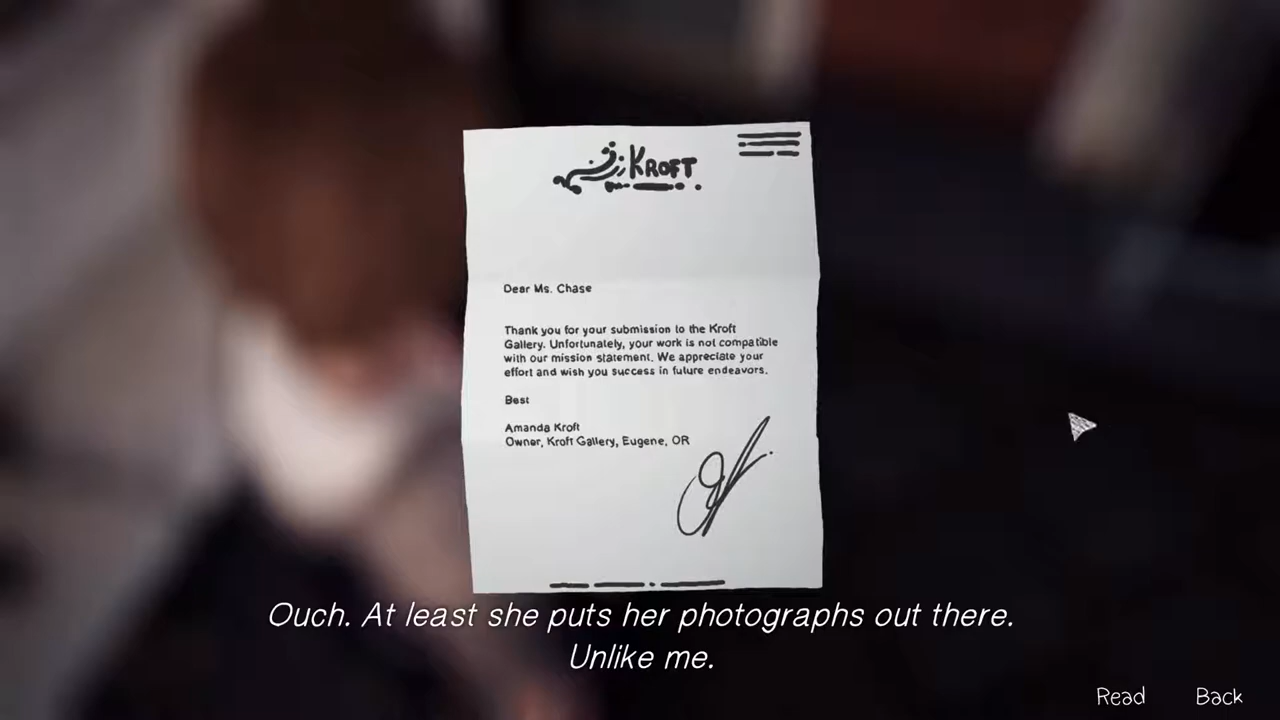 KROFT
Dear Ms. Chase
Thank you for your submission to the Kroft
Gallery. Unfortunately, your work is not compatible
with our mission statement. We appreciate your
effort and wish you success in future endeavors.
Best
Amanda Kroft
Owner, Kroft Gallery, Eugene, OR
Ouch. At least she puts her photographs out there.
Unlike me.
Read Back